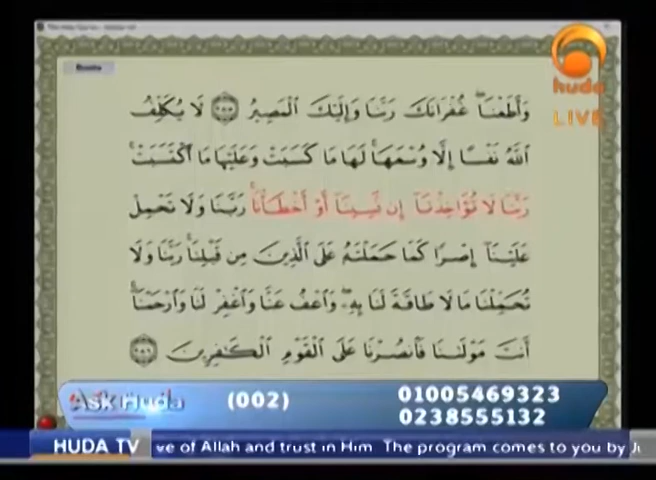 huda
LIVE
وَأَطَعْنَا ۖ غُفْرَانَكَ رَبَّنَا وَإِلَيْكَ الْمَصِيرُ ٢٨٥ لَا يُكَلِّفُ
اللَّهُ نَفْسًا إِلَّا وُسْعَهَا ۚ لَهَا مَا كَسَبَتْ وَعَلَيْهَا مَا اكْتَسَبَتْ ۗ
رَبَّنَا لَا تُؤَاخِذْنَا إِن نَّسِينَا أَوْ أَخْطَأْنَا ۚ رَبَّنَا وَلَا تَحْمِلْ
عَلَيْنَا إِصْرًا كَمَا حَمَلْتَهُ عَلَى الَّذِينَ مِن قَبْلِنَا ۚ رَبَّنَا وَلَا
تُحَمِّلْنَا مَا لَا طَاقَةَ لَنَا بِهِ ۖ وَاعْفُ عَنَّا وَاغْفِرْ لَنَا وَارْحَمْنَا ۚ
أَنتَ مَوْلَانَا فَانصُرْنَا عَلَى الْقَوْمِ الْكَافِرِينَ ٢٨٦
Ask Huda (002) 01005469323
0238555132
HUDA TV ve of Allah and trust in Him The program comes to you by